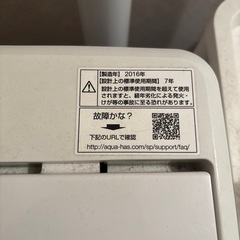 【製造年】2016年
【設計上の標準使用期間】7年
設計上の標準使用期間を超えて使用
されますと、経年劣化による発火・
けが等の事故に至る恐れがあります。
故障かな？
下記のURLで確認
http://aqua-has.com/sp/support/faq/